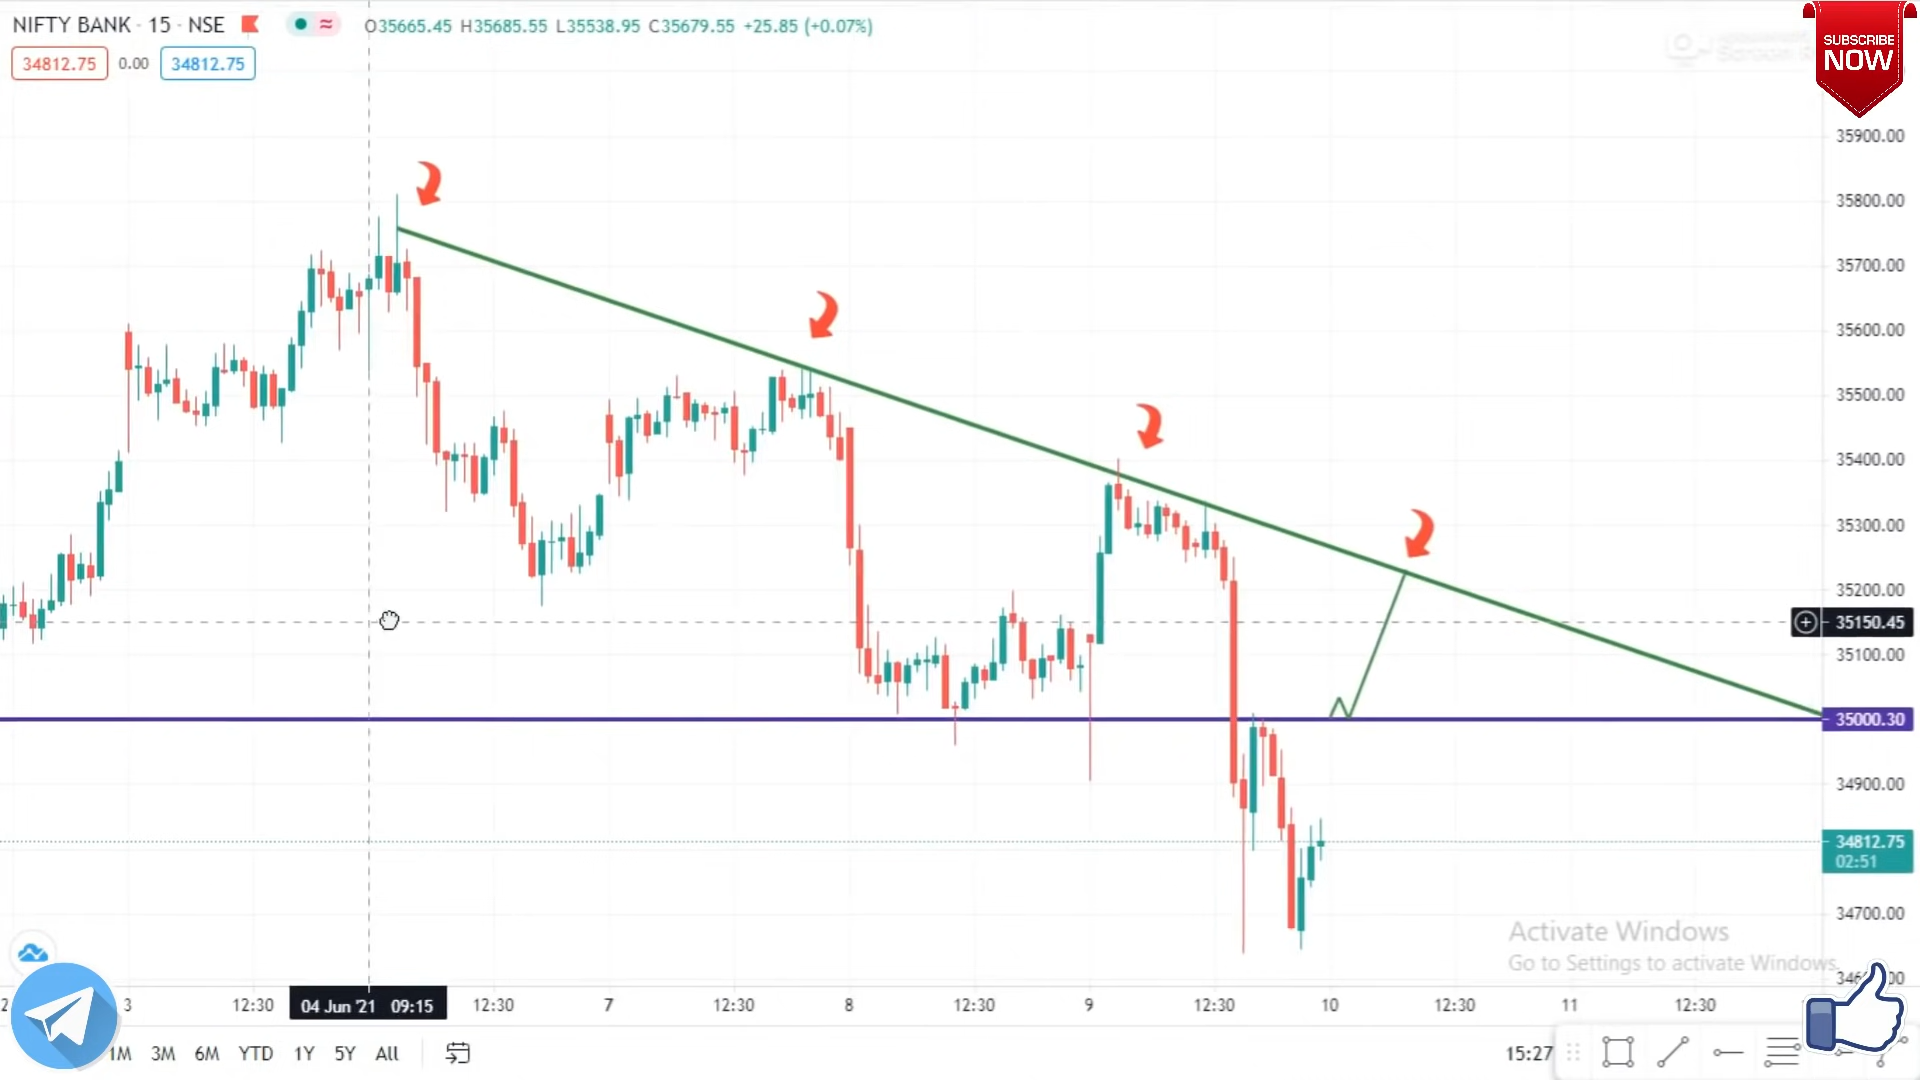 NIFTY BANK · 15 · NSE O35665.45 H35685.55 L35538.95 C35679.55 +25.85 (+0.07%)
34812.75 0.00 34812.75
SUBSCRIBE
NOW
35900.00
35800.00
35700.00
35600.00
35500.00
35400.00
35300.00
35200.00
35150.45
35100.00
35000.30
34900.00
34812.75
02:51
34700.00
Activate Windows
Go to Settings to activate Windows.
3 12:30 04 Jun '21 09:15 12:30 7 12:30 8 12:30 9 12:30 10 12:30 11 12:30
1M 3M 6M YTD 1Y 5Y All 15:27